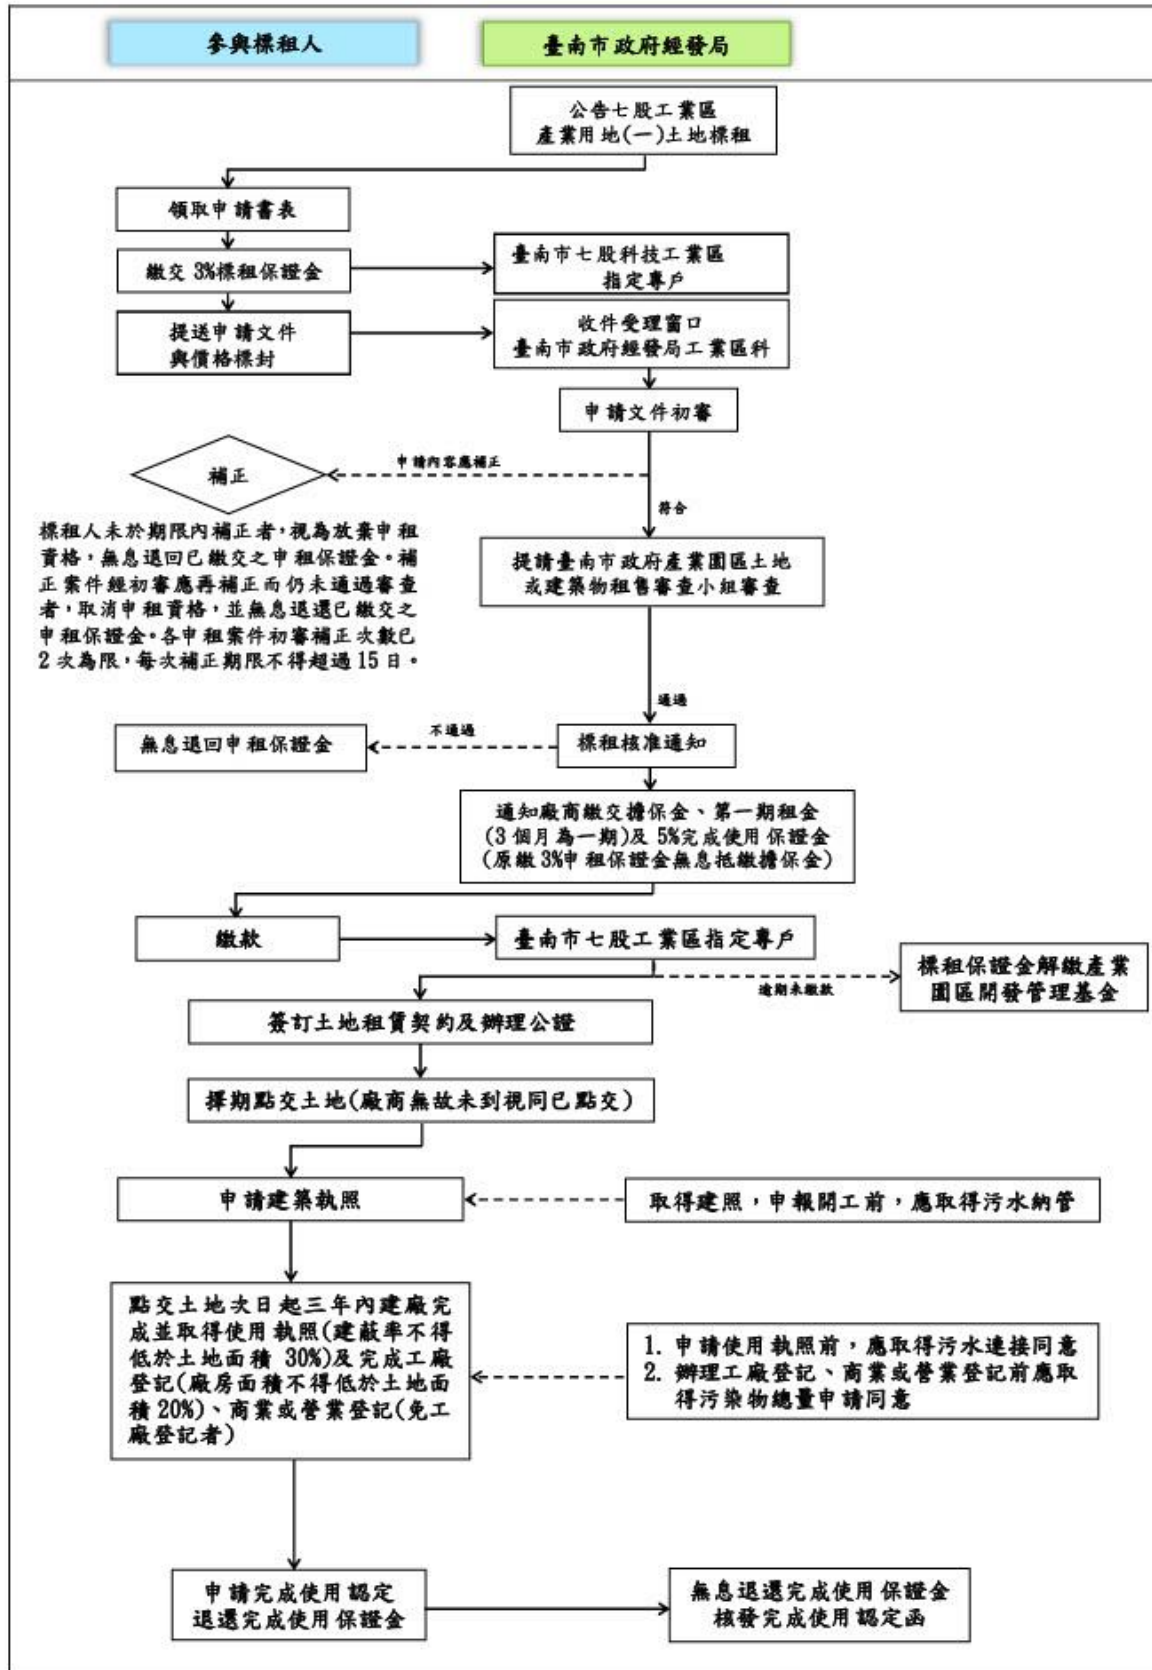 參與標租人
臺南市政府經發局
公告七股工業區
產業用地(一)土地標租
領取申請書表
繳交 3%標租保證金
臺南市七股科技工業區
指定專戶
提送申請文件
與價格標封
收件受理窗口
臺南市政府經發局工業區科
申請文件初審
補正
申請內容應補正
符合
標租人未於期限內補正者,視為放棄申租
資格,無息退回已繳交之申租保證金。補
正案件經初審應再補正而仍未通過審查
者,取消申租資格,並無息退還已繳交之
申租保證金。各申租案件初審補正次數已
2 次為限,每次補正期限不得超過 15 日。
提請臺南市政府產業園區土地
或建築物租售審查小組審查
通過
無息退回申租保證金
不通過
標租核准通知
通知廠商繳交擔保金、第一期租金
(3 個月為一期)及 5%完成使用保證金
(原繳 3%申租保證金無息抵繳擔保金)
繳款
臺南市七股工業區指定專戶
逾期未繳款
標租保證金解繳產業
園區開發管理基金
簽訂土地租賃契約及辦理公證
擇期點交土地(廠商無故未到視同已點交)
申請建築執照
取得建照,申報開工前,應取得污水納管
點交土地次日起三年內建廠完
成並取得使用執照(建蔽率不得
低於土地面積 30%)及完成工廠
登記(廠房面積不得低於土地面
積 20%)、商業或營業登記(免工
廠登記者)
1. 申請使用執照前,應取得污水連接同意
2. 辦理工廠登記、商業或營業登記前應取
得污染物總量申請同意
申請完成使用認定
退還完成使用保證金
無息退還完成使用保證金
核發完成使用認定函